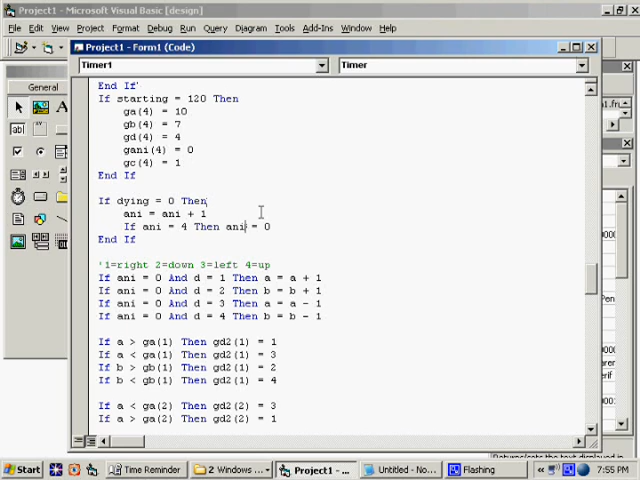 Microsoft Visual Basic [design]
File Edit View Project Format Debug Run Query Diagram Tools Add-Ins Window Help
Project1 - Form1 (Code)
Timer1 Timer
General
End If'
If starting = 120 Then
ga(4) = 10
gb(4) = 7
gd(4) = 4
gani(4) = 0
gc(4) = 1
End If
If dying = 0 Then
ani = ani + 1
If ani = 4 Then ani = 0
End If
'1=right 2=down 3=left 4=up
If ani = 0 And d = 1 Then a = a + 1
If ani = 0 And d = 2 Then b = b + 1
If ani = 0 And d = 3 Then a = a - 1
If ani = 0 And d = 4 Then b = b - 1
If a > ga(1) Then gd2(1) = 1
If a < ga(1) Then gd2(1) = 3
If b > gb(1) Then gd2(1) = 2
If b < gb(1) Then gd2(1) = 4
If a < ga(2) Then gd2(2) = 3
If a > ga(2) Then gd2(2) = 1
Returns/sets the text displayed in
Start Time Reminder 2 Windows ... Project1 - ... Untitled - No... Flashing 7:55 PM